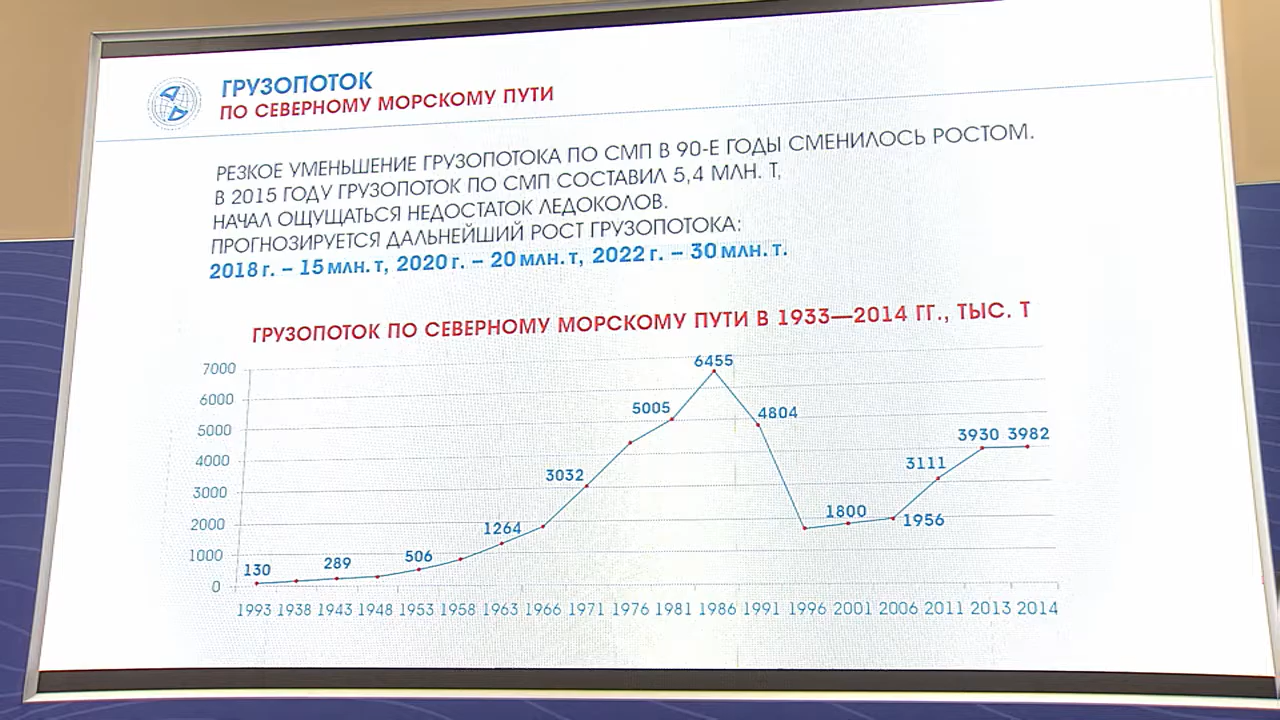 ГРУЗОПОТОК
ПО СЕВЕРНОМУ МОРСКОМУ ПУТИ
РЕЗКОЕ УМЕНЬШЕНИЕ ГРУЗОПОТОКА ПО СМП В 90-Е ГОДЫ СМЕНИЛОСЬ РОСТОМ.
В 2015 ГОДУ ГРУЗОПОТОК ПО СМП СОСТАВИЛ 5,4 МЛН. Т,
НАЧАЛ ОЩУЩАТЬСЯ НЕДОСТАТОК ЛЕДОКОЛОВ.
ПРОГНОЗИРУЕТСЯ ДАЛЬНЕЙШИЙ РОСТ ГРУЗОПОТОКА:
2018 г. – 15 МЛН. Т, 2020 г. – 20 МЛН. Т, 2022 г. – 30 МЛН. Т.
ГРУЗОПОТОК ПО СЕВЕРНОМУ МОРСКОМУ ПУТИ В 1933—2014 ГГ., ТЫС. Т
7000
6000
5000
4000
3000
2000
1000
0
130
289
506
1264
3032
5005
6455
4804
1800
1956
3111
3930 3982
1993 1938 1943 1948 1953 1958 1963 1966 1971 1976 1981 1986 1991 1996 2001 2006 2011 2013 2014